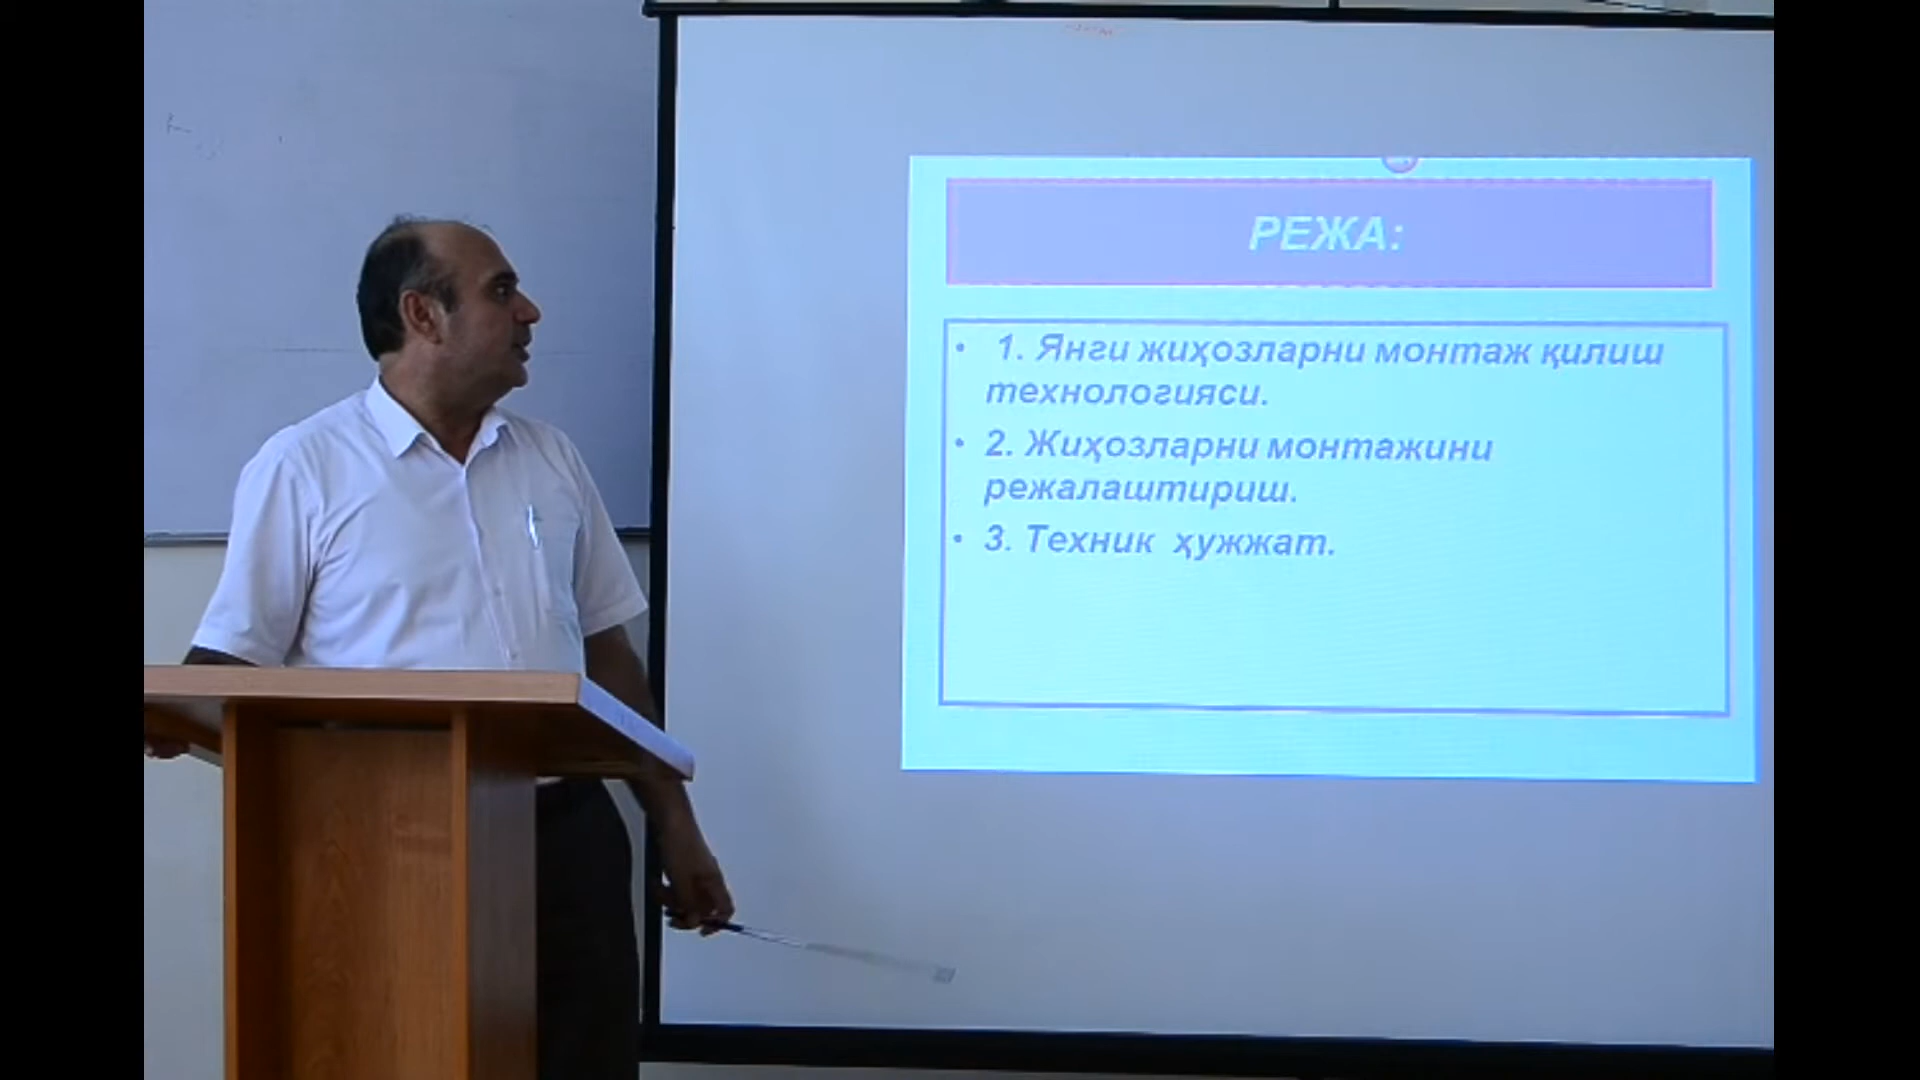 РЕЖА:
• 1. Янги жиҳозларни монтаж қилиш
технологияси.
• 2. Жиҳозларни монтажини
режалаштириш.
• 3. Техник ҳужжат.